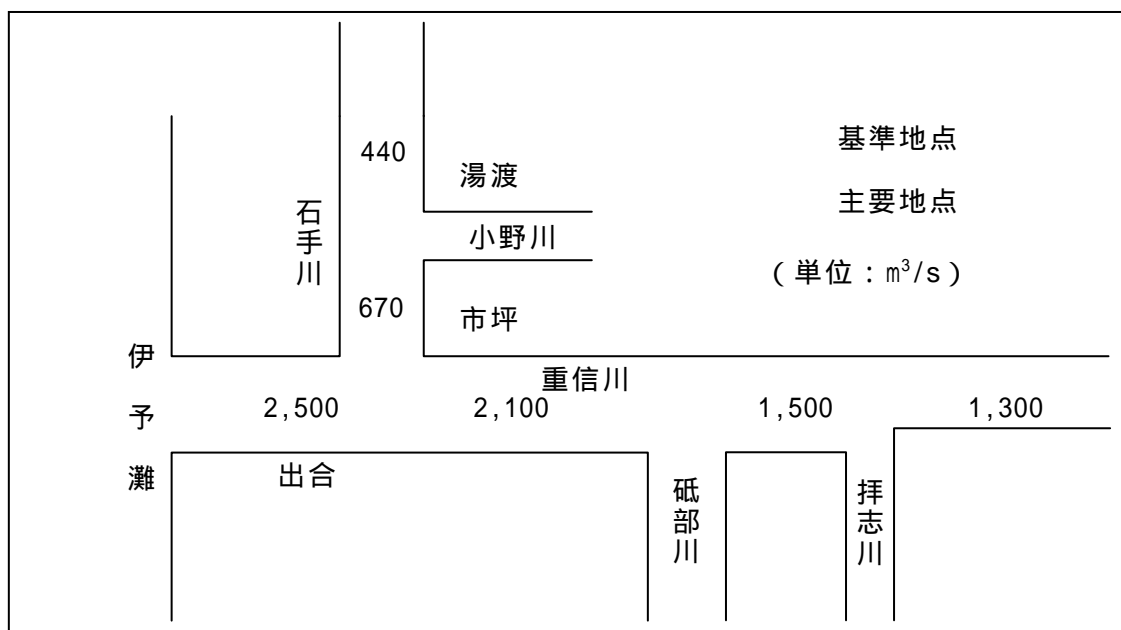 440
湯渡
基準地点
主要地点
石手川
小野川
(単位：㎥/s)
670
市坪
伊予灘
重信川
2,500
2,100
1,500
1,300
出合
砥部川
拝志川